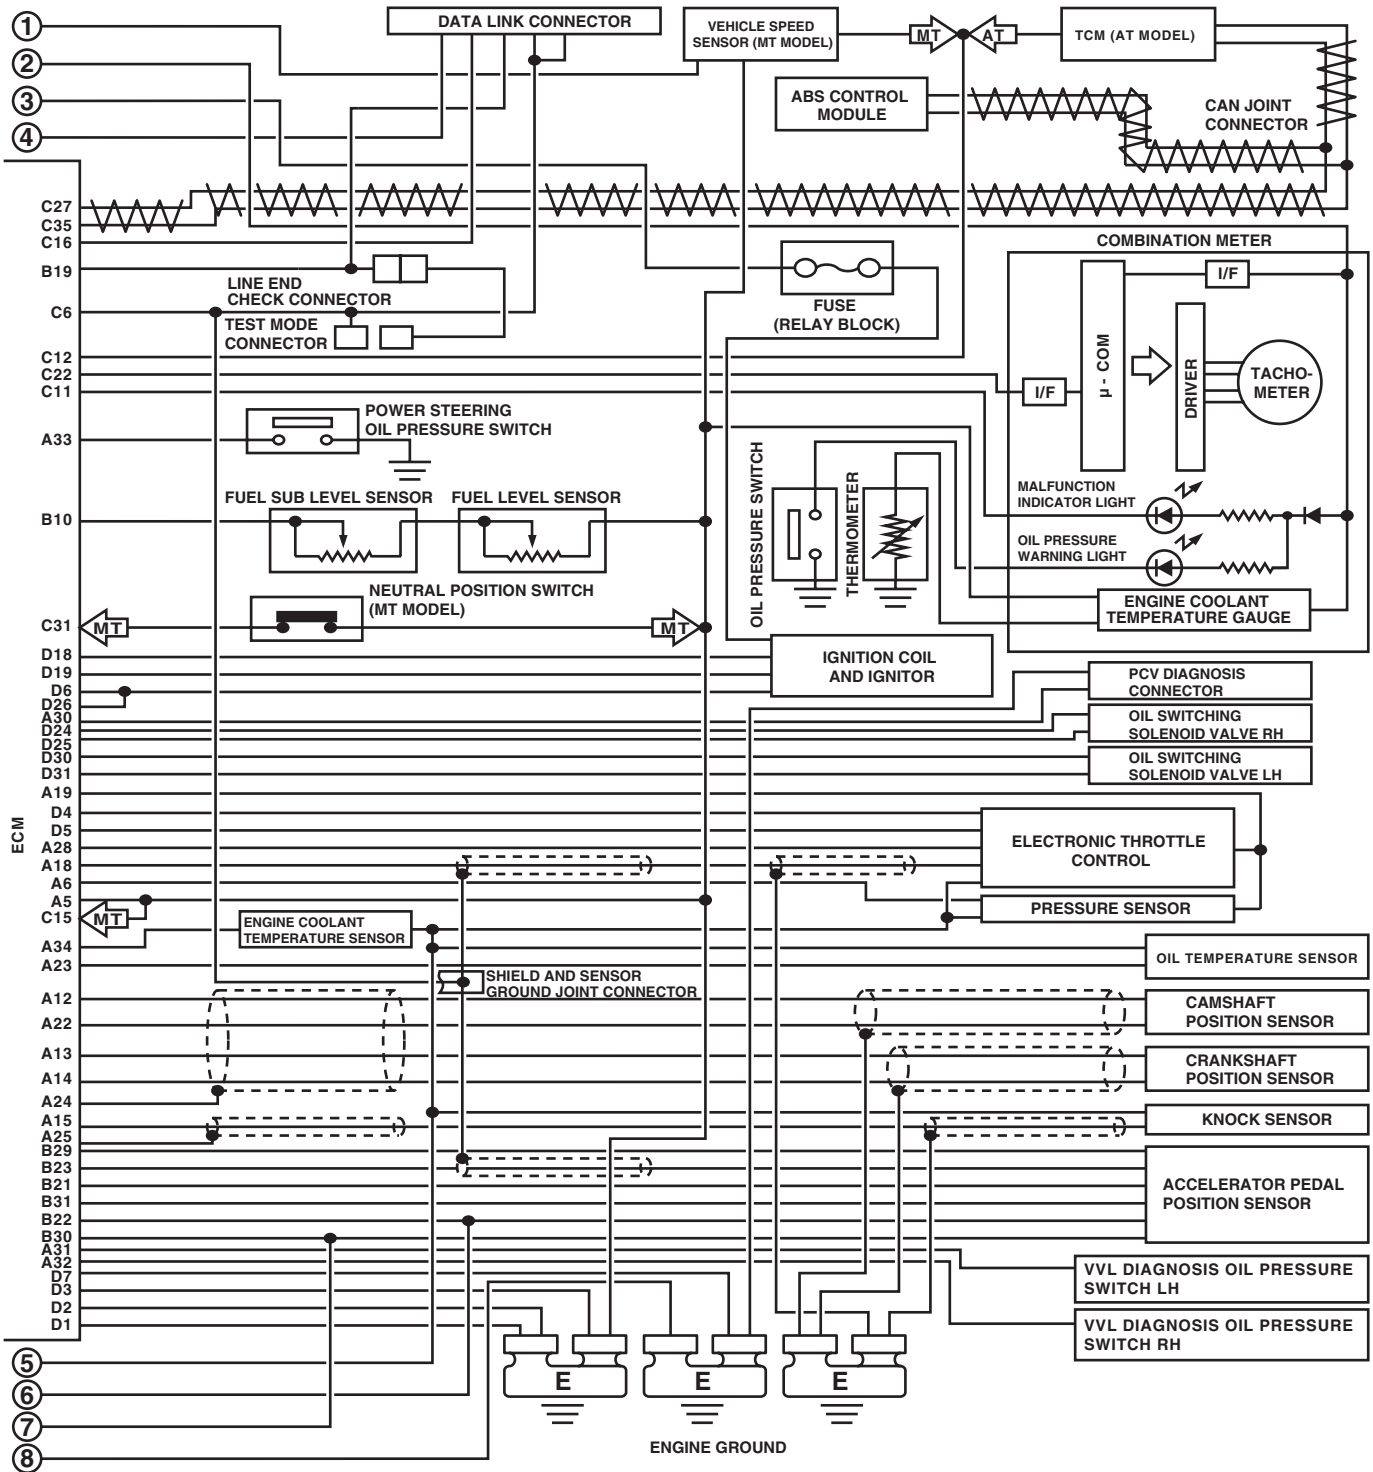 1
DATA LINK CONNECTOR
VEHICLE SPEED
SENSOR (MT MODEL)
MT
AT
TCM (AT MODEL)
2
3
4
ABS CONTROL
MODULE
CAN JOINT
CONNECTOR
C27
C35
C16
B19
LINE END
CHECK CONNECTOR
C6
TEST MODE
CONNECTOR
FUSE
(RELAY BLOCK)
COMBINATION METER
I/F
µ - COM
DRIVER
TACHO-
METER
I/F
C12
C22
C11
POWER STEERING
OIL PRESSURE SWITCH
A33
OIL PRESSURE SWITCH
THERMOMETER
MALFUNCTION
INDICATOR LIGHT
OIL PRESSURE
WARNING LIGHT
FUEL SUB LEVEL SENSOR
FUEL LEVEL SENSOR
B10
NEUTRAL POSITION SWITCH
(MT MODEL)
ENGINE COOLANT
TEMPERATURE GAUGE
C31
MT
MT
D18
D19
D6
D26
A30
D24
D25
D30
D31
A19
IGNITION COIL
AND IGNITOR
PCV DIAGNOSIS
CONNECTOR
OIL SWITCHING
SOLENOID VALVE RH
OIL SWITCHING
SOLENOID VALVE LH
ECM
D4
D5
A28
A18
A6
A5
C15
MT
ELECTRONIC THROTTLE
CONTROL
PRESSURE SENSOR
ENGINE COOLANT
TEMPERATURE SENSOR
A34
A23
OIL TEMPERATURE SENSOR
SHIELD AND SENSOR
GROUND JOINT CONNECTOR
A12
A22
A13
A14
A24
A15
A25
B29
B23
B21
B31
B22
B30
A31
A32
D7
D3
D2
D1
CAMSHAFT
POSITION SENSOR
CRANKSHAFT
POSITION SENSOR
KNOCK SENSOR
ACCELERATOR PEDAL
POSITION SENSOR
VVL DIAGNOSIS OIL PRESSURE
SWITCH LH
VVL DIAGNOSIS OIL PRESSURE
SWITCH RH
5
6
7
8
E
E
E
ENGINE GROUND